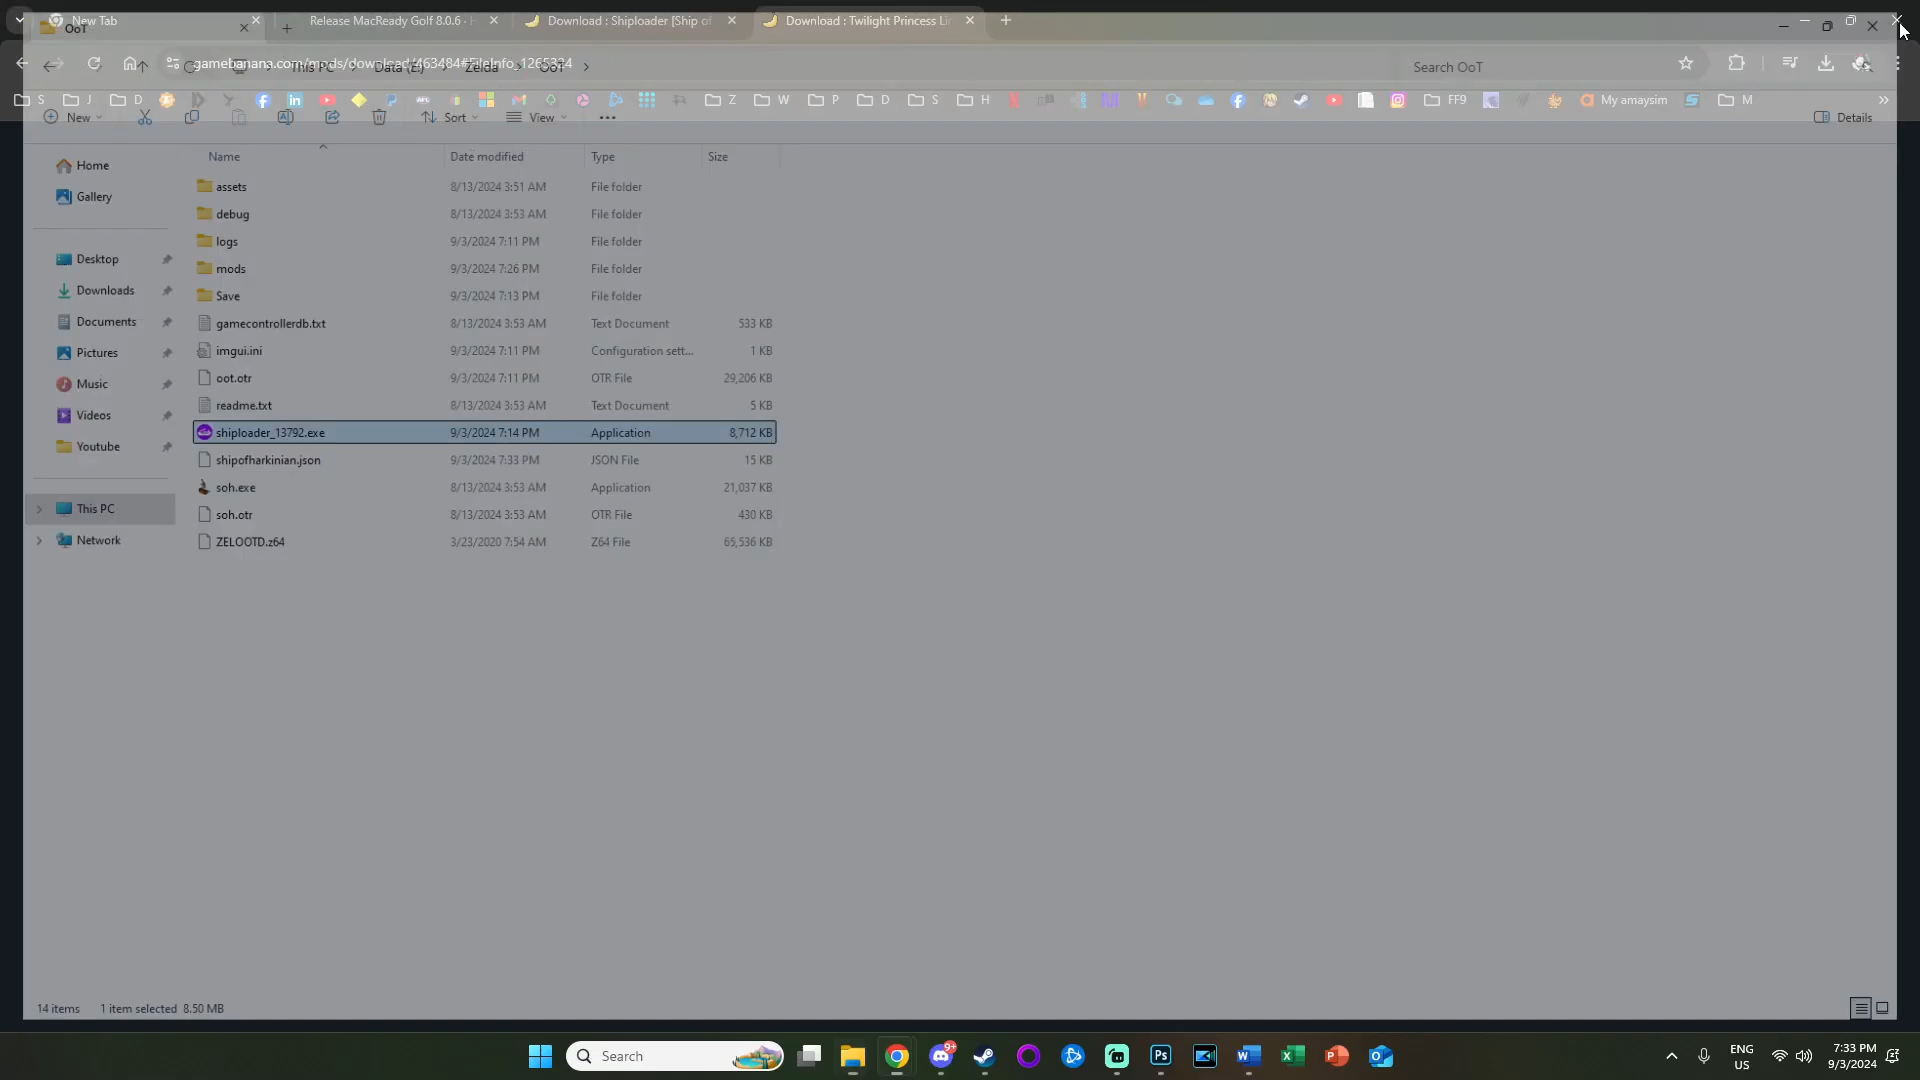 New Tab
OoT
Release MacReady Golf 8.0.6 ·
Download : Shiploader [Ship of
Download : Twilight Princess Li
gamebanana.com/mods/download/463484#FileInfo_1265324
This PC
Data (E:)
Zelda
OoT
Search OoT
S
J
D
Z
W
P
D
S
H
FF9
My amaysim
M
New
Sort
View
Details
Name
Date modified
Type
Size
Home
Gallery
Desktop
Downloads
Documents
Pictures
Music
Videos
Youtube
This PC
Network
assets 8/13/2024 3:51 AM File folder
debug 8/13/2024 3:53 AM File folder
logs 9/3/2024 7:11 PM File folder
mods 9/3/2024 7:26 PM File folder
Save 9/3/2024 7:13 PM File folder
gamecontrollerdb.txt 8/13/2024 3:53 AM Text Document 533 KB
imgui.ini 9/3/2024 7:11 PM Configuration sett... 1 KB
oot.otr 9/3/2024 7:11 PM OTR File 29,206 KB
readme.txt 8/13/2024 3:53 AM Text Document 5 KB
shiploader_13792.exe 9/3/2024 7:14 PM Application 8,712 KB
shipofharkinian.json 9/3/2024 7:33 PM JSON File 15 KB
soh.exe 8/13/2024 3:53 AM Application 21,037 KB
soh.otr 8/13/2024 3:53 AM OTR File 430 KB
ZELOOTD.z64 3/23/2020 7:54 AM Z64 File 65,536 KB
14 items
1 item selected 8.50 MB
Search
9+
Ps
ENG
US
7:33 PM
9/3/2024